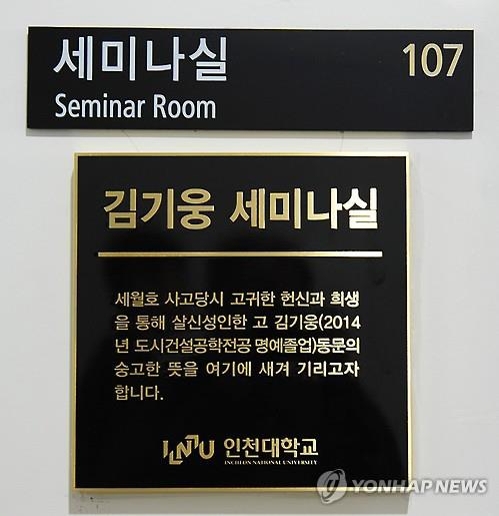 세미나실 107
Seminar Room
김기웅 세미나실
세월호 사고당시 고귀한 헌신과 희생
을 통해 살신성인한 고 김기웅(2014
년 도시건설공학전공 명예졸업)동문의
숭고한 뜻을 여기에 새겨 기리고자
합니다.
INU 인천대학교
INCHEON NATIONAL UNIVERSITY
YONHAP NEWS